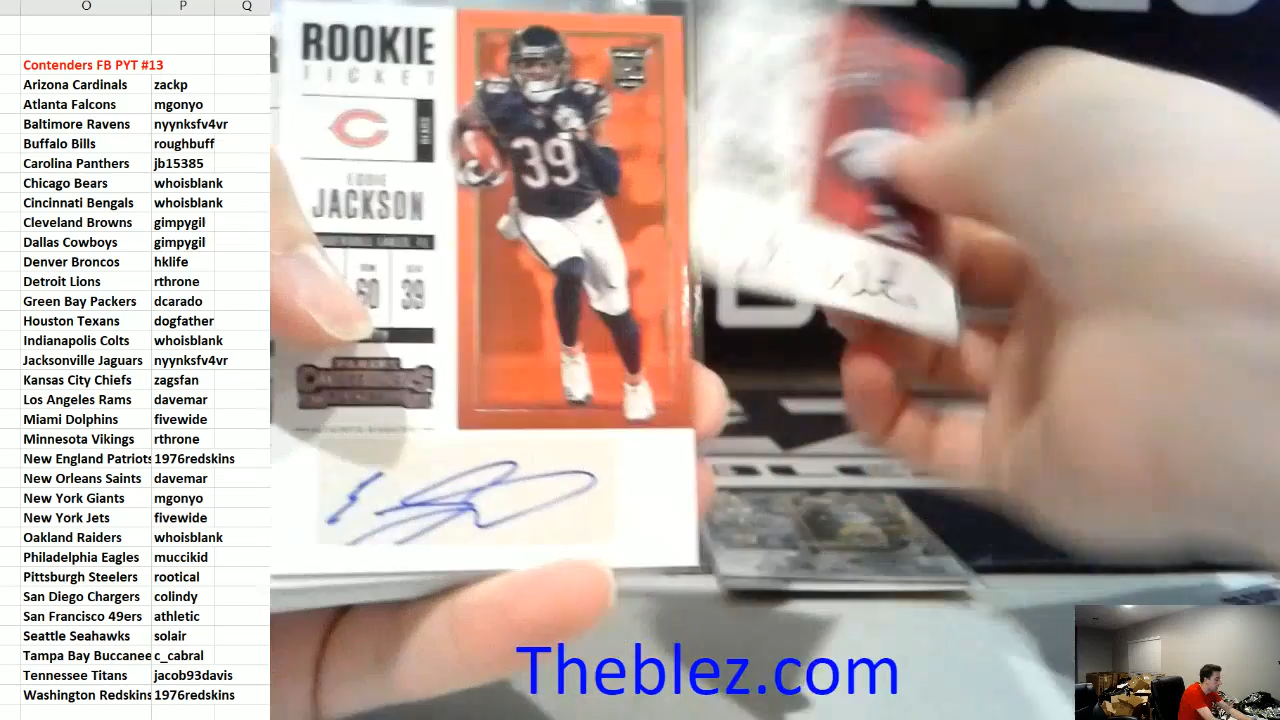 O P Q
Contenders FB PYT #13
Arizona Cardinals zackp
Atlanta Falcons mgonyo
Baltimore Ravens nyynksfv4vr
Buffalo Bills roughbuff
Carolina Panthers jb15385
Chicago Bears whoisblank
Cincinnati Bengals whoisblank
Cleveland Browns gimpygil
Dallas Cowboys gimpygil
Denver Broncos hklife
Detroit Lions rthrone
Green Bay Packers dcarado
Houston Texans dogfather
Indianapolis Colts whoisblank
Jacksonville Jaguars nyynksfv4vr
Kansas City Chiefs zagsfan
Los Angeles Rams davemar
Miami Dolphins fivewide
Minnesota Vikings rthrone
New England Patriots 1976redskins
New Orleans Saints davemar
New York Giants mgonyo
New York Jets fivewide
Oakland Raiders whoisblank
Philadelphia Eagles muccikid
Pittsburgh Steelers rootical
San Diego Chargers colindy
San Francisco 49ers athletic
Seattle Seahawks solair
Tampa Bay Buccanee c_cabral
Tennessee Titans jacob93davis
Washington Redskins 1976redskins
ROOKIE
TICKET
BEARS
EDDIE
JACKSON
60 39
39
Theblez.com